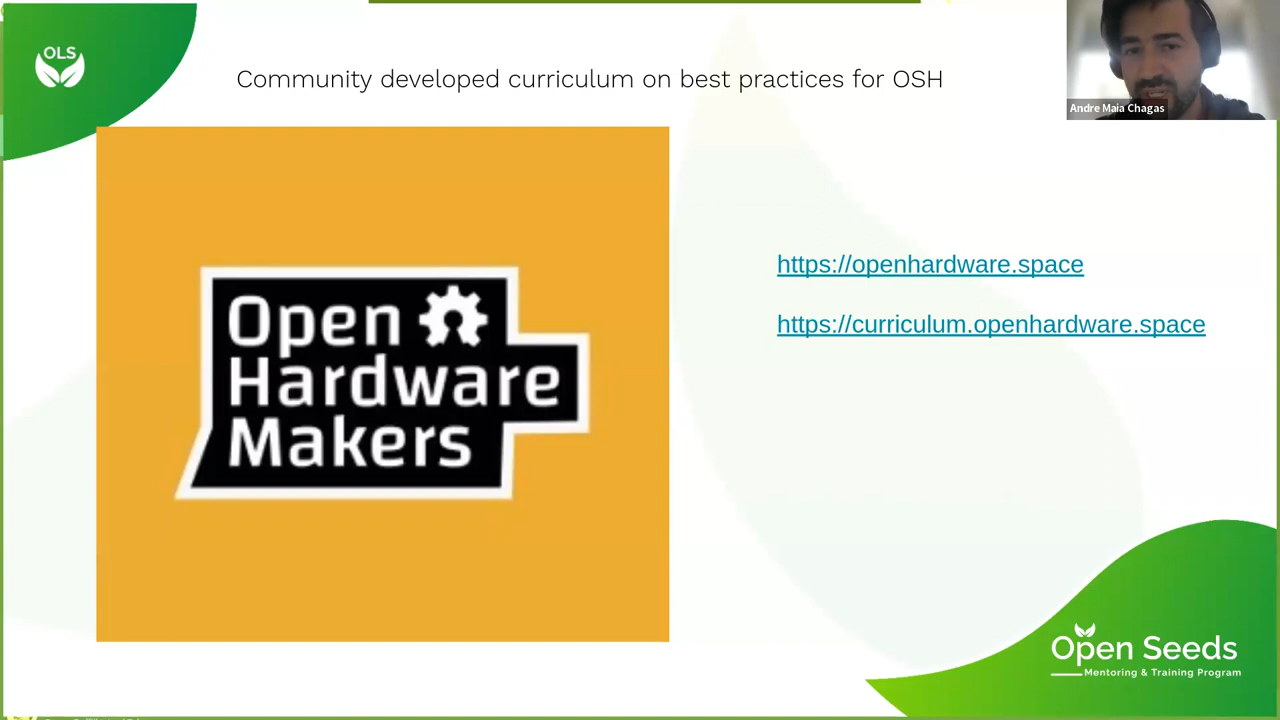 OLS
Community developed curriculum on best practices for OSH
Andre Maia Chagas
Open
Hardware
Makers
https://openhardware.space
https://curriculum.openhardware.space
Open Seeds
Mentoring & Training Program